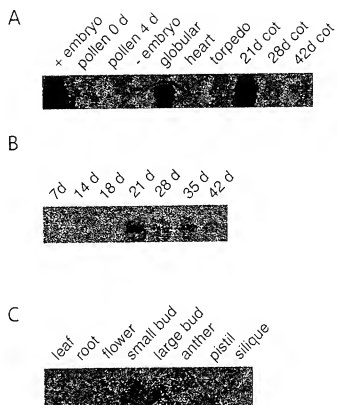 A
+ embryo pollen 0 d pollen 4 d - embryo globular heart torpedo 21d cot 28d cot 42d cot
B
7d 14 d 18 d 21 d 28 d 35 d 42 d
C
leaf root flower small bud large bud anther pistil silique